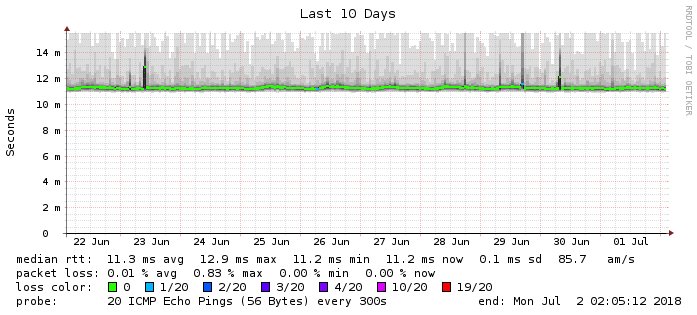 Last 10 Days
RRDTOOL / TOBI OETIKER
Seconds
14 m
12 m
10 m
8 m
6 m
4 m
2 m
0
22 Jun 23 Jun 24 Jun 25 Jun 26 Jun 27 Jun 28 Jun 29 Jun 30 Jun 01 Jul
median rtt: 11.3 ms avg 12.9 ms max 11.2 ms min 11.2 ms now 0.1 ms sd 85.7 am/s
packet loss: 0.01 % avg 0.83 % max 0.00 % min 0.00 % now
loss color: 0 1/20 2/20 3/20 4/20 10/20 19/20
probe: 20 ICMP Echo Pings (56 Bytes) every 300s end: Mon Jul 2 02:05:12 2018